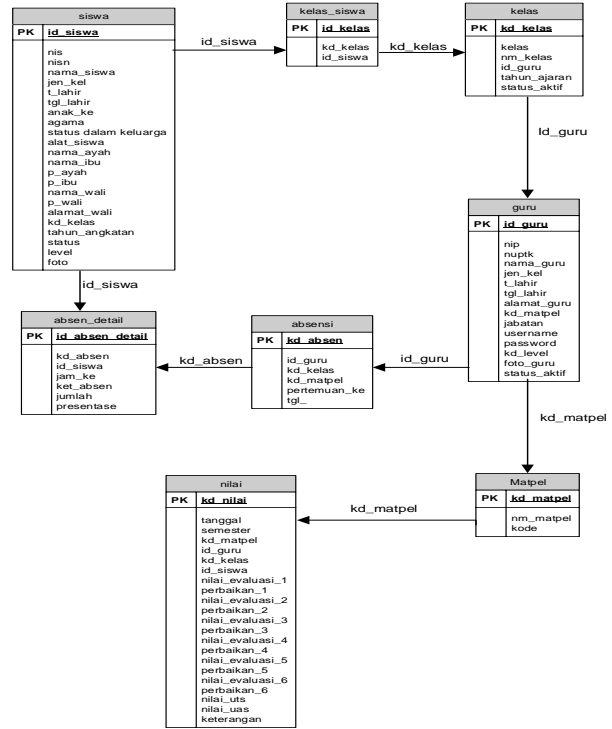 siswa
PK id_siswa
nis
nisn
nama_siswa
jen_kel
t_lahir
tgl_lahir
anak_ke
agama
status dalam keluarga
alat_siswa
nama_ayah
nama_ibu
p_ayah
p_ibu
nama_wali
p_wali
alamat_wali
kd_kelas
tahun_angkatan
status
level
foto
id_siswa
kelas_siswa
PK id_kelas
kd_kelas
id_siswa
kd_kelas
kelas
PK kd_kelas
kelas
nm_kelas
id_guru
tahun_ajaran
status_aktif
Id_guru
guru
PK id_guru
nip
nuptk
nama_guru
jen_kel
t_lahir
tgl_lahir
alamat_guru
kd_matpel
jabatan
username
password
kd_level
foto_guru
status_aktif
id_siswa
absen_detail
PK id_absen_detail
kd_absen
id_siswa
jam_ke
ket_absen
jumlah
presentase
kd_absen
absensi
PK kd_absen
id_guru
kd_kelas
kd_matpel
pertemuan_ke
tgl_
id_guru
kd_matpel
Matpel
PK kd_matpel
nm_matpel
kode
kd_matpel
nilai
PK kd_nilai
tanggal
semester
kd_matpel
id_guru
kd_kelas
id_siswa
nilai_evaluasi_1
perbaikan_1
nilai_evaluasi_2
perbaikan_2
nilai_evaluasi_3
perbaikan_3
nilai_evaluasi_4
perbaikan_4
nilai_evaluasi_5
perbaikan_5
nilai_evaluasi_6
perbaikan_6
nilai_uts
nilai_uas
keterangan